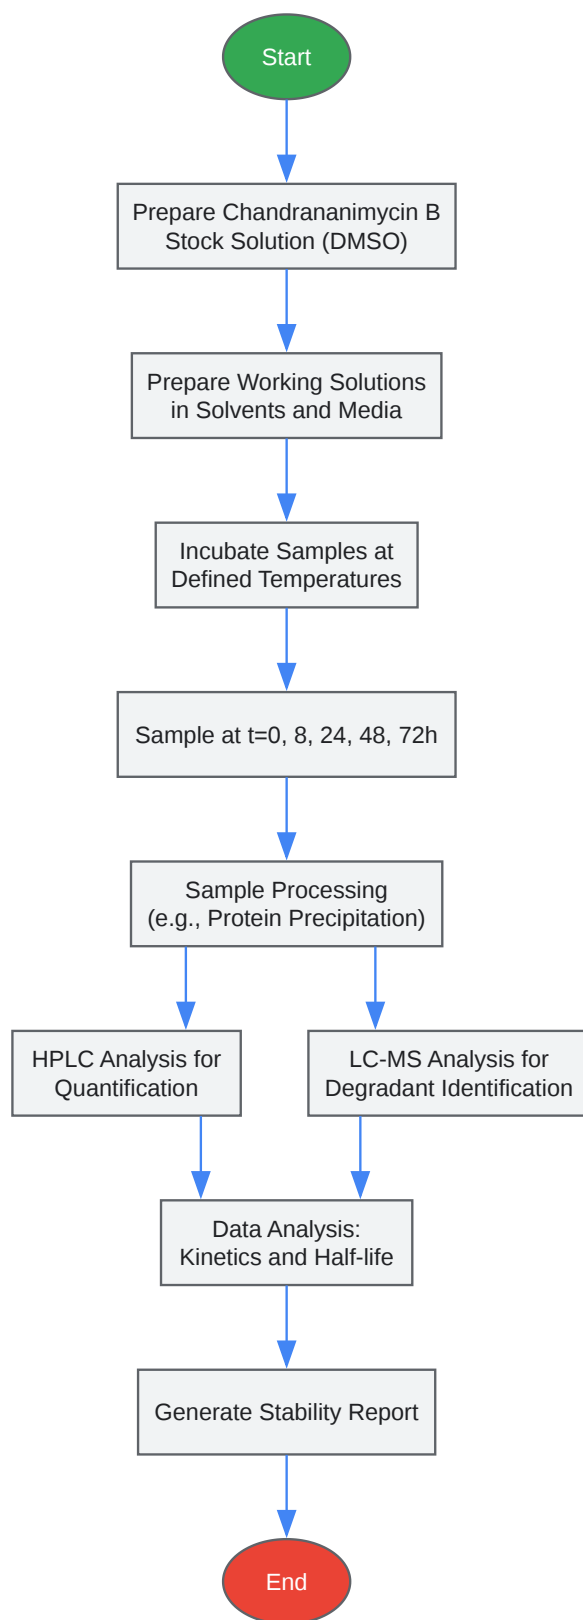 Start
Prepare Chandrananimycin B
Stock Solution (DMSO)
Prepare Working Solutions
in Solvents and Media
Incubate Samples at
Defined Temperatures
Sample at t=0, 8, 24, 48, 72h
Sample Processing
(e.g., Protein Precipitation)
HPLC Analysis for
Quantification
LC-MS Analysis for
Degradant Identification
Data Analysis:
Kinetics and Half-life
Generate Stability Report
End